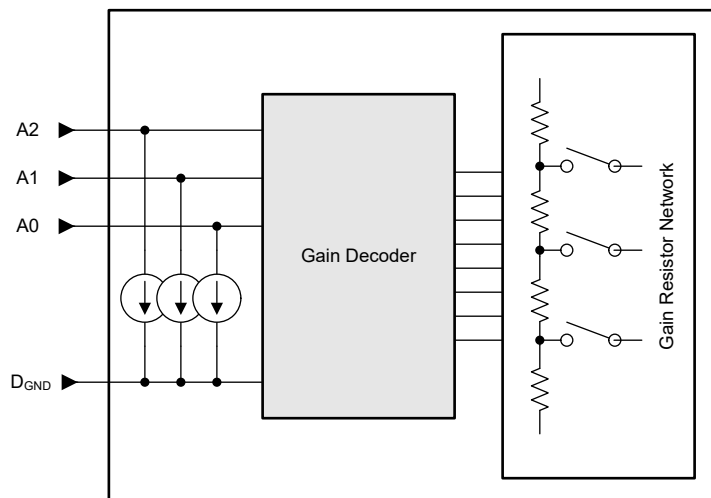 A2
A1
A0
Gain Decoder
DGND
Gain Resistor Network